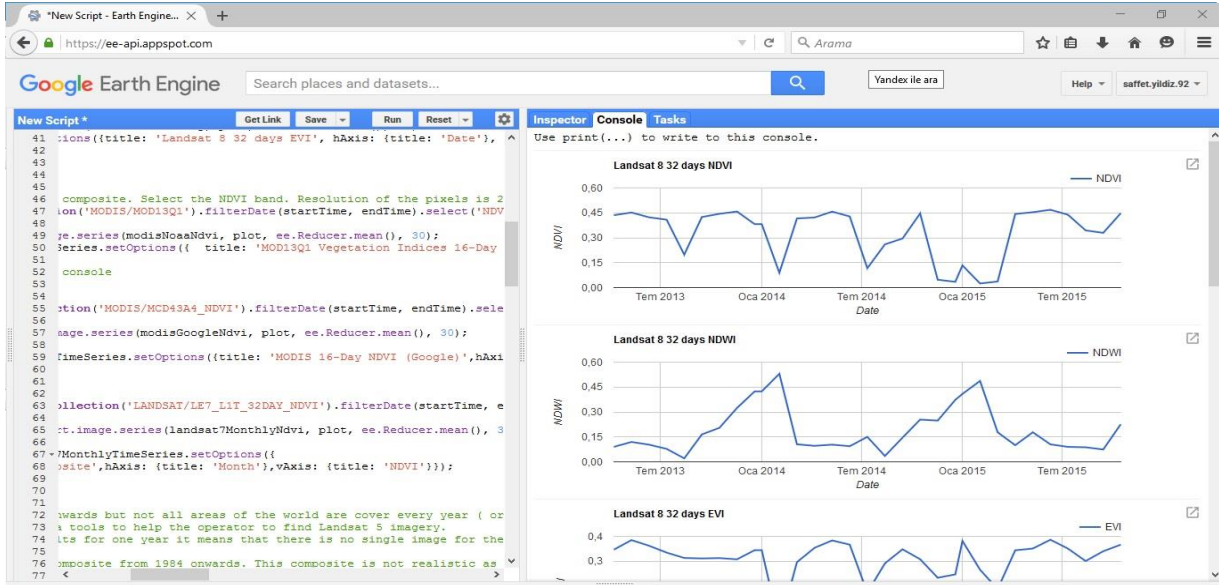 *New Script - Earth Engine...
https://ee-api.appspot.com
Arama
Google Earth Engine
Search places and datasets...
Yandex ile ara
Help
saffet.yildiz.92
New Script *
Get Link
Save
Run
Reset
41 :ions({title: 'Landsat 8 32 days EVI', hAxis: {title: 'Date'},
42
43
44
45
46 composite. Select the NDVI band. Resolution of the pixels is 2
47 ion('MODIS/MOD13Q1').filterDate(startTime, endTime).select('NDV
48
49 ge.series(modisNoaaNdvi, plot, ee.Reducer.mean(), 30);
50 Series.setOptions({ title: 'MOD13Q1 Vegetation Indices 16-Day
51
52 console
53
54
55 ction('MODIS/MCD43A4_NDVI').filterDate(startTime, endTime).sele
56
57 mage.series(modisGoogleNdvi, plot, ee.Reducer.mean(), 30);
58
59 TimeSeries.setOptions({title: 'MODIS 16-Day NDVI (Google)',hAxi
60
61
62
63 ollection('LANDSAT/LE7_L1T_32DAY_NDVI').filterDate(startTime, e
64
65 rt.image.series(landsat7MonthlyNdvi, plot, ee.Reducer.mean(), 3
66
67 7MonthlyTimeSeries.setOptions({
68 osite',hAxis: {title: 'Month'},vAxis: {title: 'NDVI'}});
69
70
71
72 nwards but not all areas of the world are cover every year ( or
73 a tools to help the operator to find Landsat 5 imagery.
74 its for one year it means that there is no single image for the
75
76 omposite from 1984 onwards. This composite is not realistic as
77
Inspector Console Tasks
Use print(...) to write to this console.
Landsat 8 32 days NDVI
NDVI
0,60
0,45
0,30
0,15
0,00
NDVI
Tem 2013 Oca 2014 Tem 2014 Oca 2015 Tem 2015
Date
Landsat 8 32 days NDWI
NDWI
0,60
0,45
0,30
0,15
0,00
NDWI
Tem 2013 Oca 2014 Tem 2014 Oca 2015 Tem 2015
Date
Landsat 8 32 days EVI
EVI
0,4
0,3